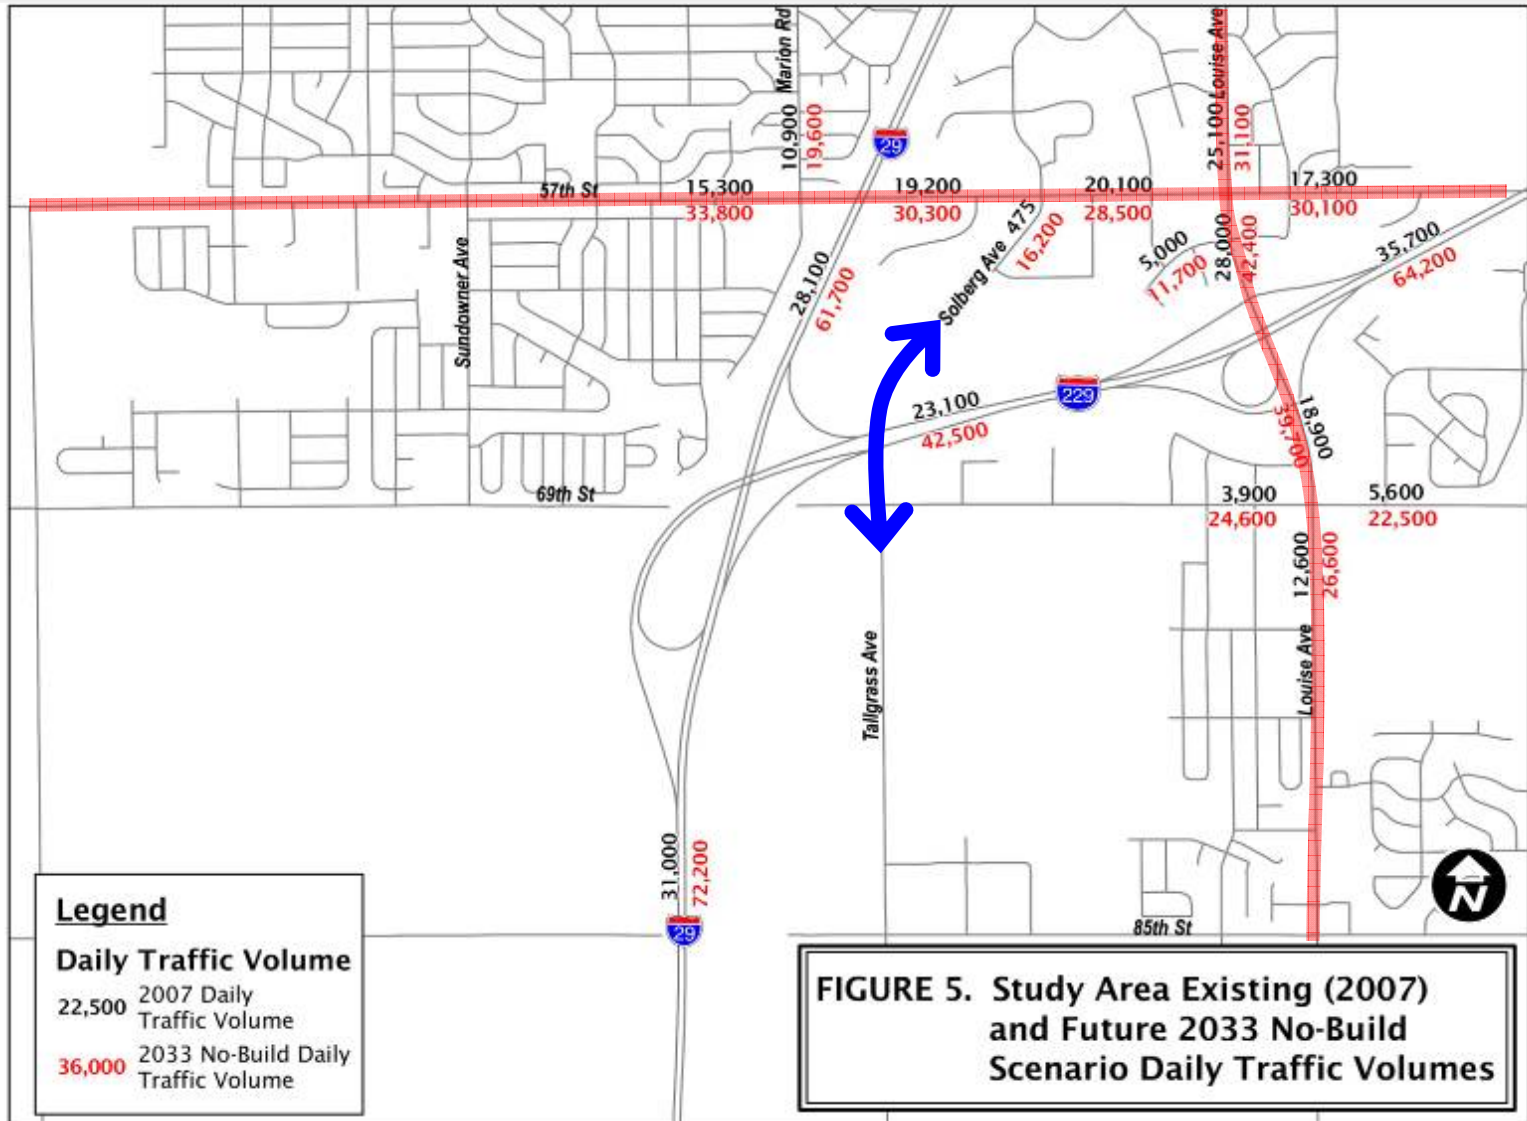 Marion Rd
10,900
19,600
29
25,100
Louise Ave
31,100
57th St
15,300
33,800
19,200
30,300
20,100
28,500
17,300
30,100
Sundowner Ave
28,100
61,700
Solberg Ave
475
16,200
5,000
11,700
28,000
42,400
35,700
64,200
23,100
42,500
229
18,900
39,700
69th St
3,900
24,600
5,600
22,500
12,600
26,600
Tallgrass Ave
Louise Ave
31,000
72,200
29
85th St
N
Legend
Daily Traffic Volume
22,500 2007 Daily
Traffic Volume
36,000 2033 No-Build Daily
Traffic Volume
FIGURE 5. Study Area Existing (2007)
and Future 2033 No-Build
Scenario Daily Traffic Volumes